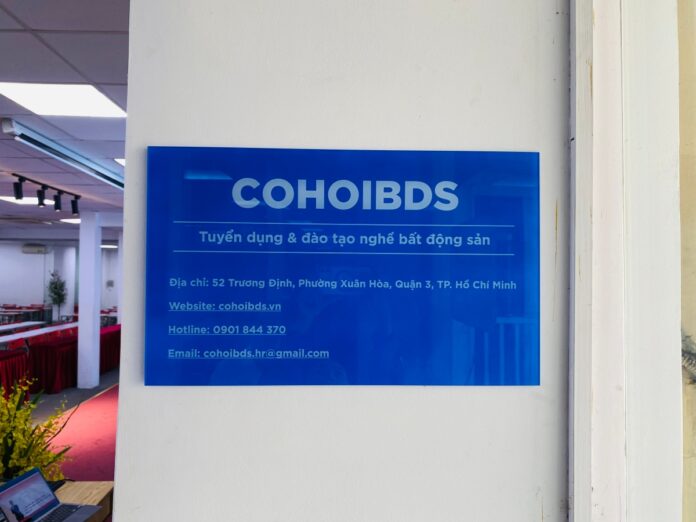 COHOIBDS
Tuyển dụng & đào tạo nghề bất động sản
Địa chỉ: 52 Trương Định, Phường Xuân Hòa, Quận 3, TP. Hồ Chí Minh
Website: cohoibds.vn
Hotline: 0901 844 370
Email: cohoibds.hr@gmail.com